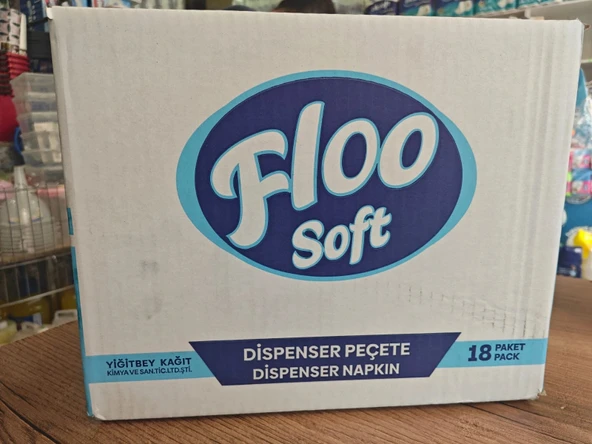 Floo
Soft
YİĞİTBEY KAĞIT
KİMYA VE SAN.TİC.LTD.ŞTİ.
DİSPENSER PEÇETE
DİSPENSER NAPKIN
18 PAKET
PACK